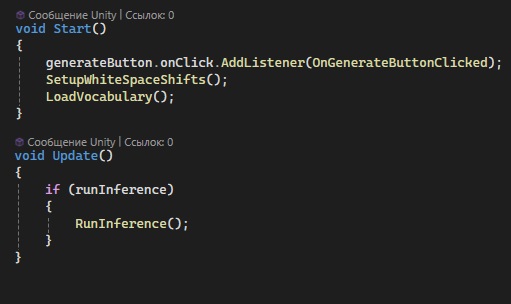 Сообщение Unity | Ссылок: 0
void Start()
{
generateButton.onClick.AddListener(OnGenerateButtonClicked);
SetupWhiteSpaceShifts();
LoadVocabulary();
}
Сообщение Unity | Ссылок: 0
void Update()
{
if (runInference)
{
RunInference();
}
}